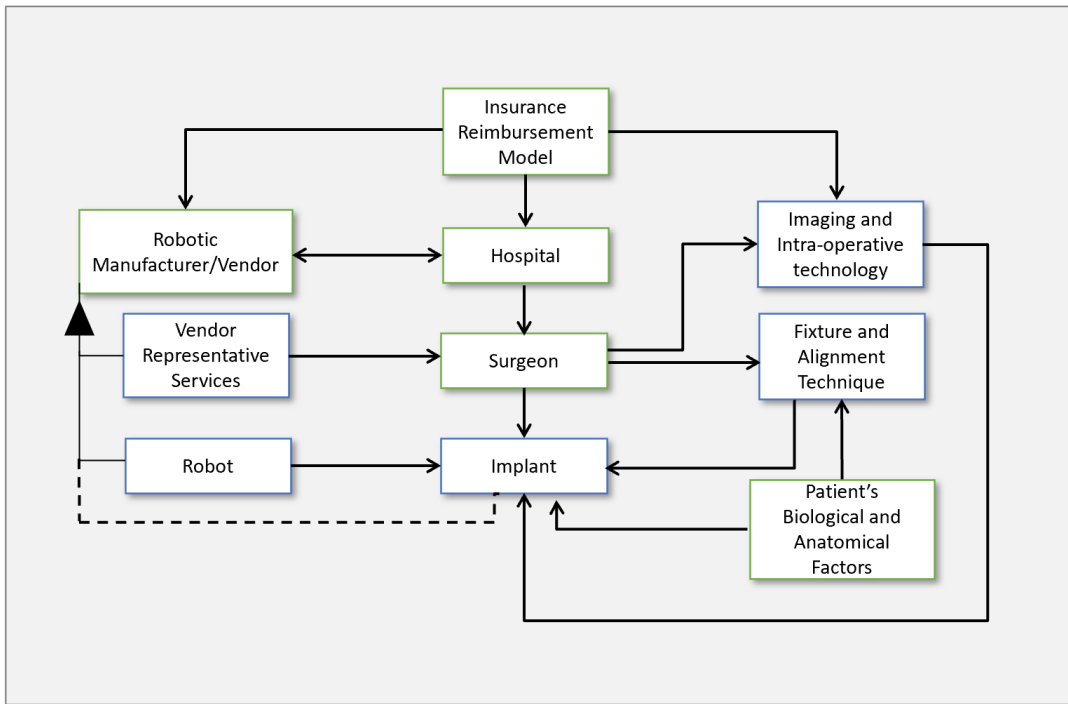 Insurance
Reimbursement
Model
Robotic
Manufacturer/Vendor
Hospital
Imaging and
Intra-operative
technology
Vendor
Representative
Services
Surgeon
Fixture and
Alignment
Technique
Robot
Implant
Patient’s
Biological and
Anatomical
Factors